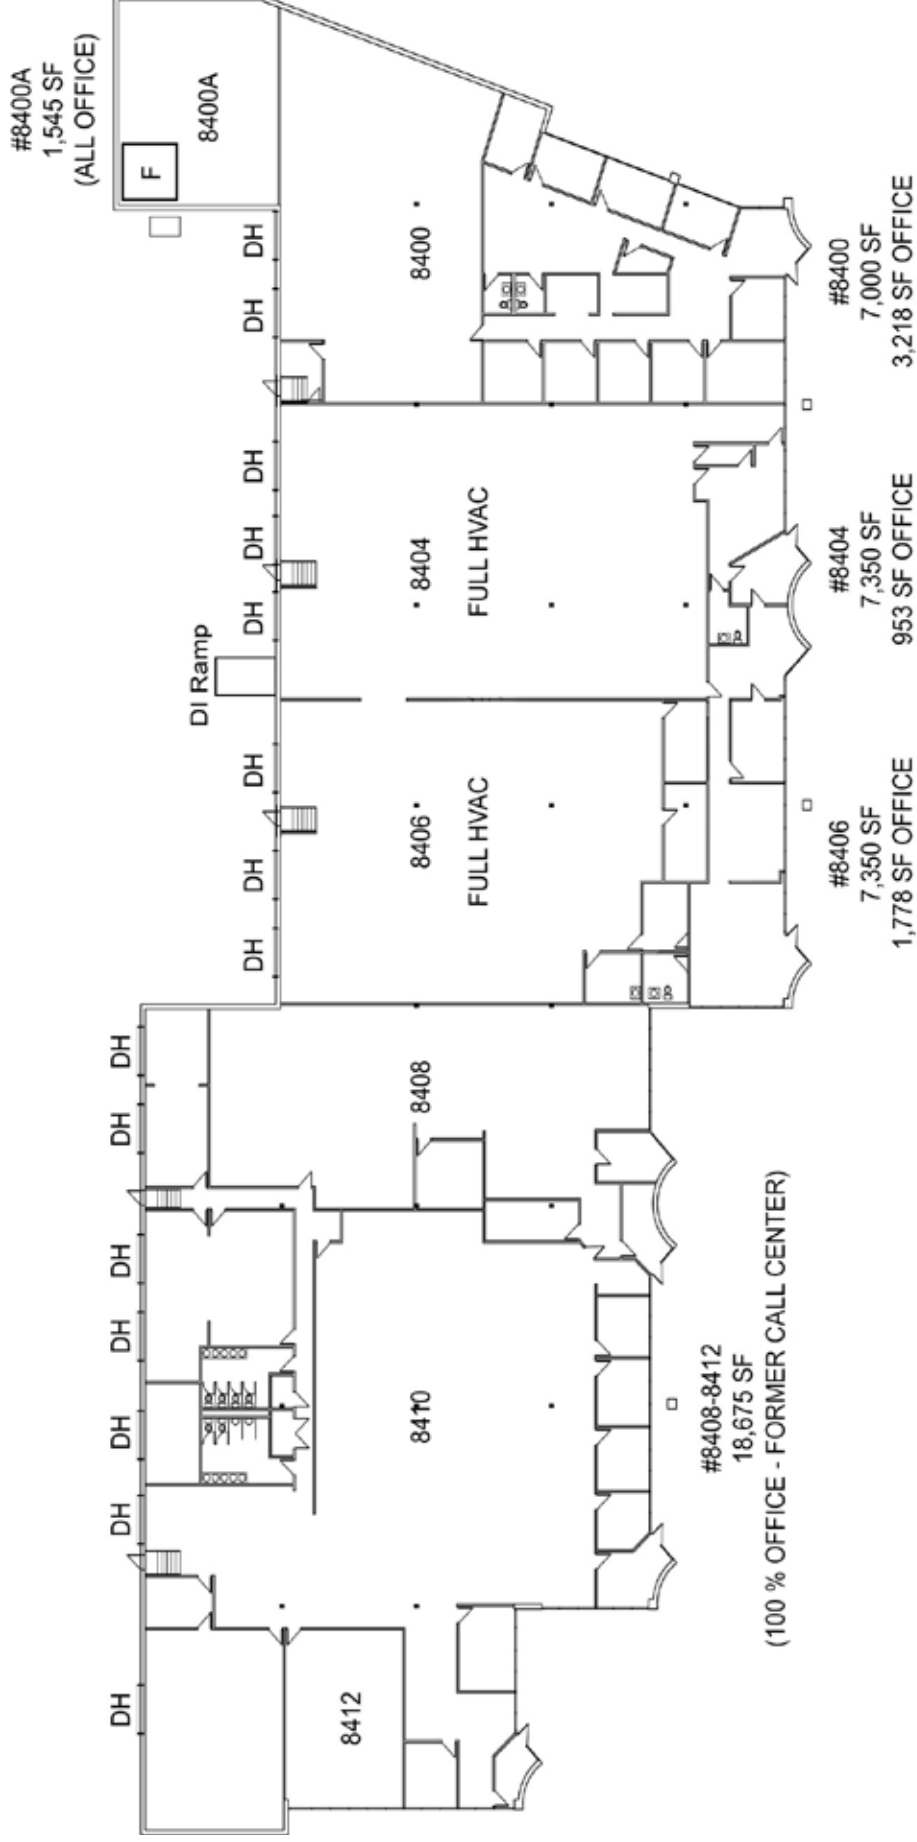 #8400A
1,545 SF
(ALL OFFICE)
F
8400A
DH
DH
8400
#8400
7,000 SF
3,218 SF OFFICE
DH
DH
DH
8404
FULL HVAC
#8404
7,350 SF
953 SF OFFICE
DI Ramp
DH
DH
DH
8406
FULL HVAC
#8406
7,350 SF
1,778 SF OFFICE
DH
DH
8408
DH
DH
DH
DH
8410
#8408-8412
18,675 SF
(100 % OFFICE - FORMER CALL CENTER)
DH
8412